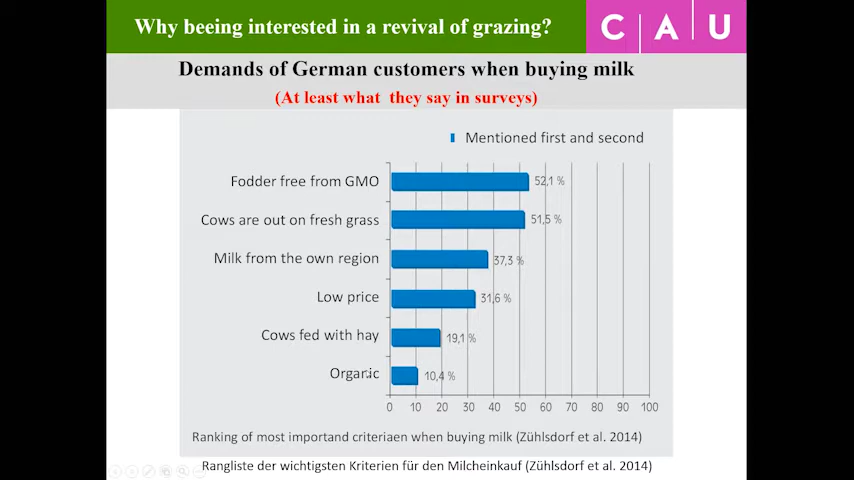 Why beeing interested in a revival of grazing?
C A U
Demands of German customers when buying milk
(At least what they say in surveys)
Mentioned first and second
Fodder free from GMO 52,1 %
Cows are out on fresh grass 51,5 %
Milk from the own region 37,3 %
Low price 31,6 %
Cows fed with hay 19,1 %
Organic 10,4 %
0 10 20 30 40 50 60 70 80 90 100
Ranking of most importand criteriaen when buying milk (Zühlsdorf et al. 2014)
Rangliste der wichtigsten Kriterien für den Milcheinkauf (Zühlsdorf et al. 2014)